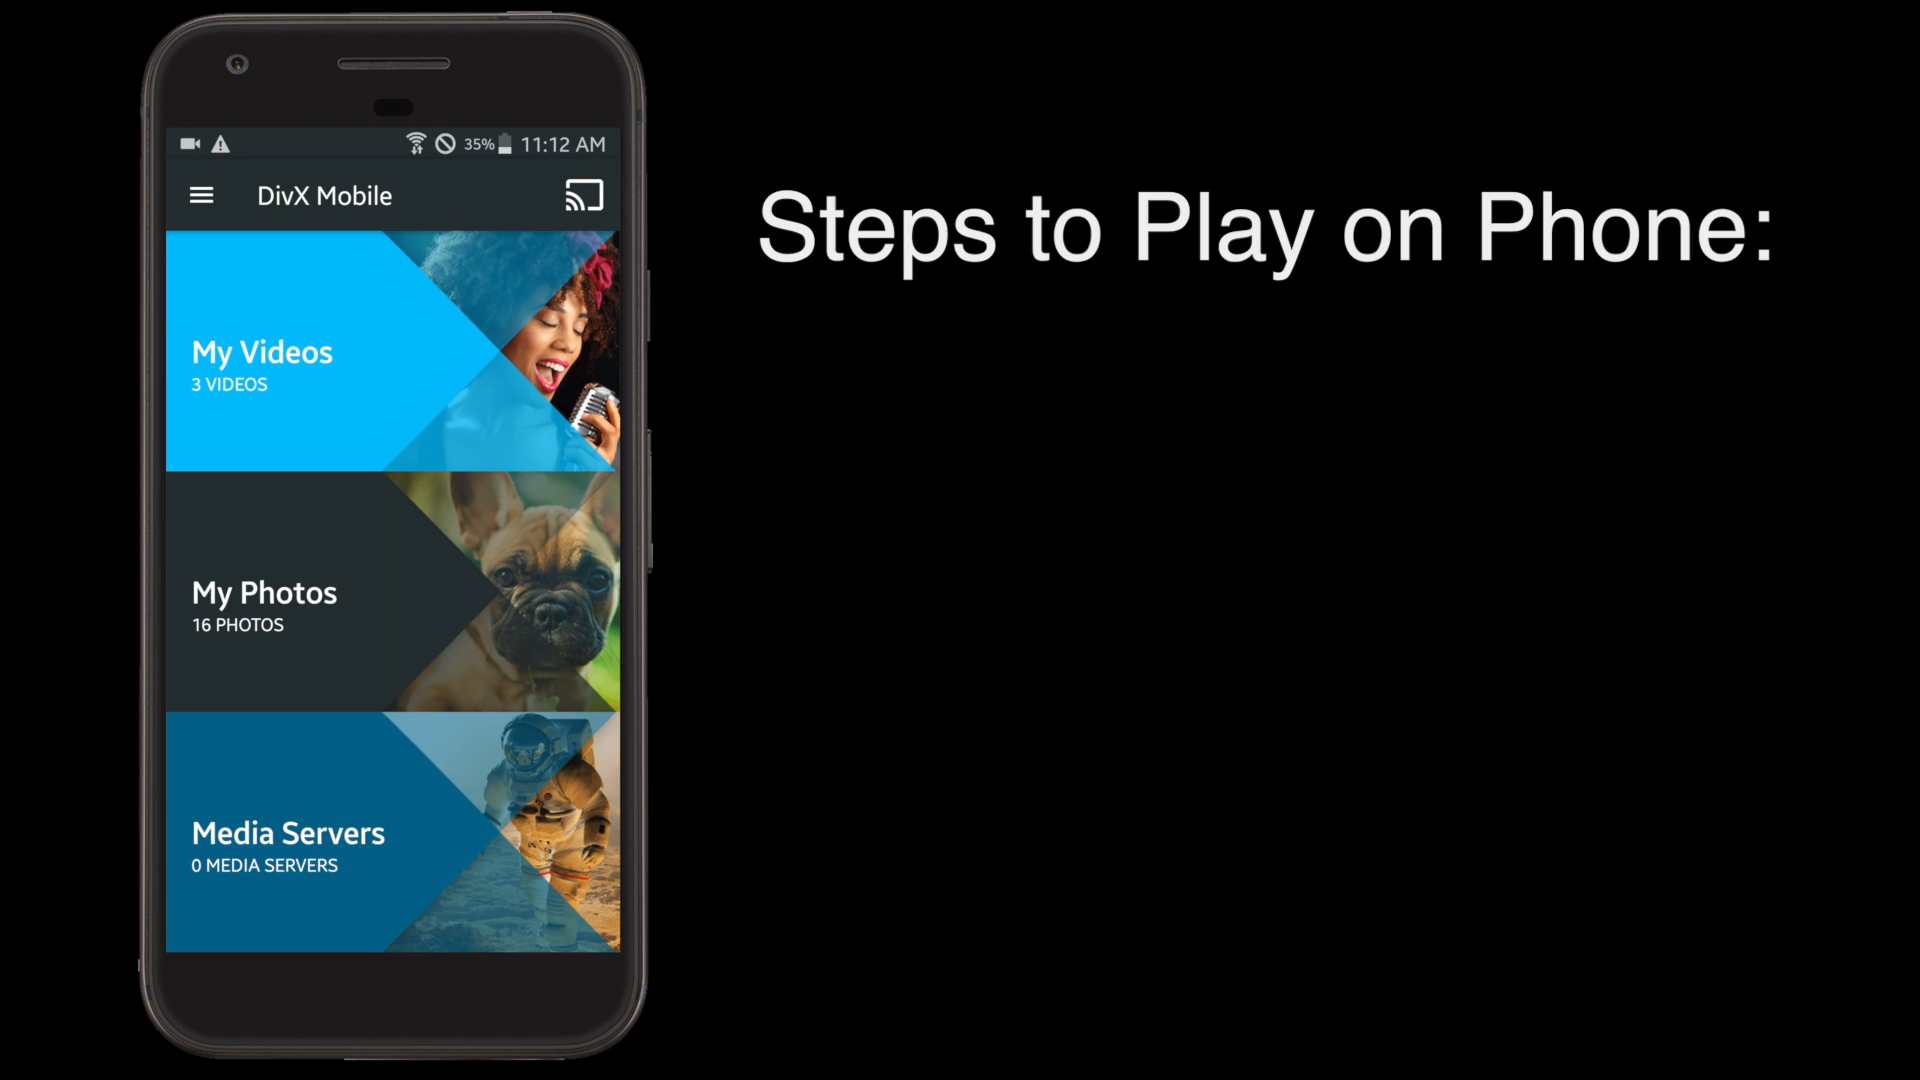 35% 11:12 AM
DivX Mobile
My Videos
3 VIDEOS
My Photos
16 PHOTOS
Media Servers
0 MEDIA SERVERS
Steps to Play on Phone: